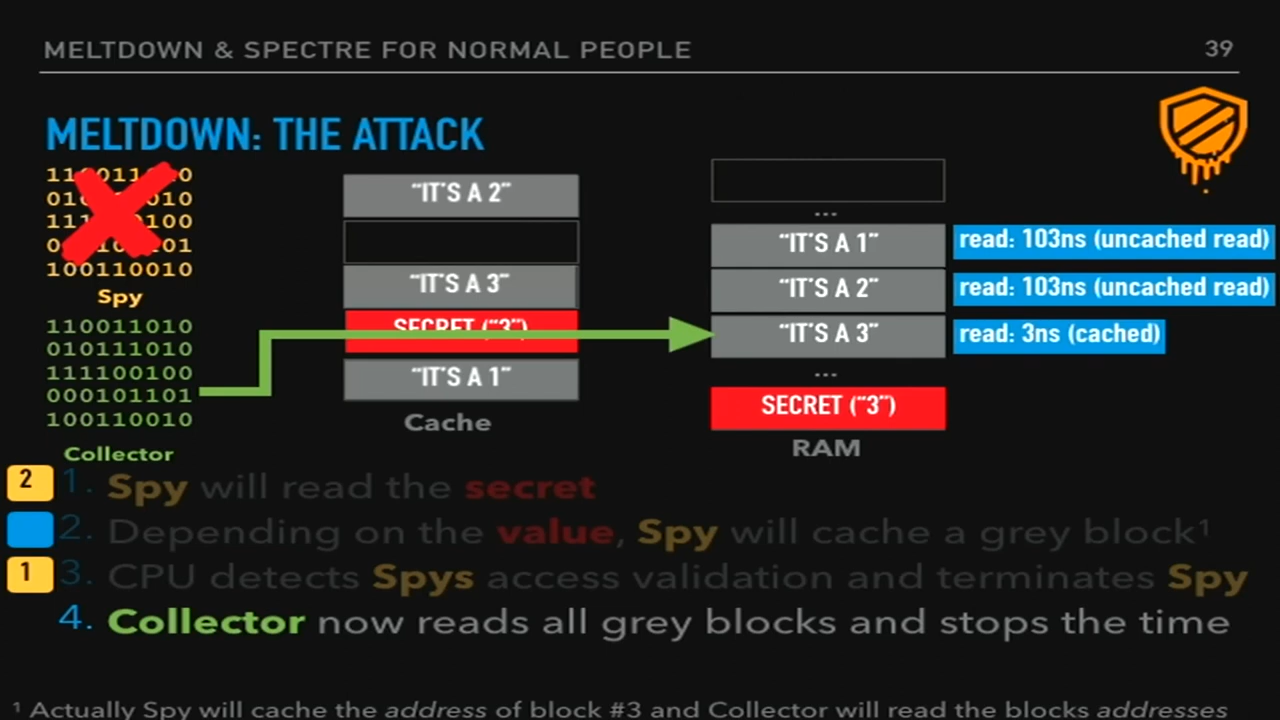 MELTDOWN & SPECTRE FOR NORMAL PEOPLE 39
MELTDOWN: THE ATTACK
100110010
Spy
110011010
010111010
111100100
000101101
100110010
Collector
“IT’S A 2”
“IT’S A 3”
SECRET (“3”)
“IT’S A 1”
Cache
...
“IT’S A 1” read: 103ns (uncached read)
“IT’S A 2” read: 103ns (uncached read)
“IT’S A 3” read: 3ns (cached)
...
SECRET (“3”)
RAM
2 1. Spy will read the secret
2. Depending on the value, Spy will cache a grey block¹
1 3. CPU detects Spys access validation and terminates Spy
4. Collector now reads all grey blocks and stops the time
¹ Actually Spy will cache the address of block #3 and Collector will read the blocks addresses